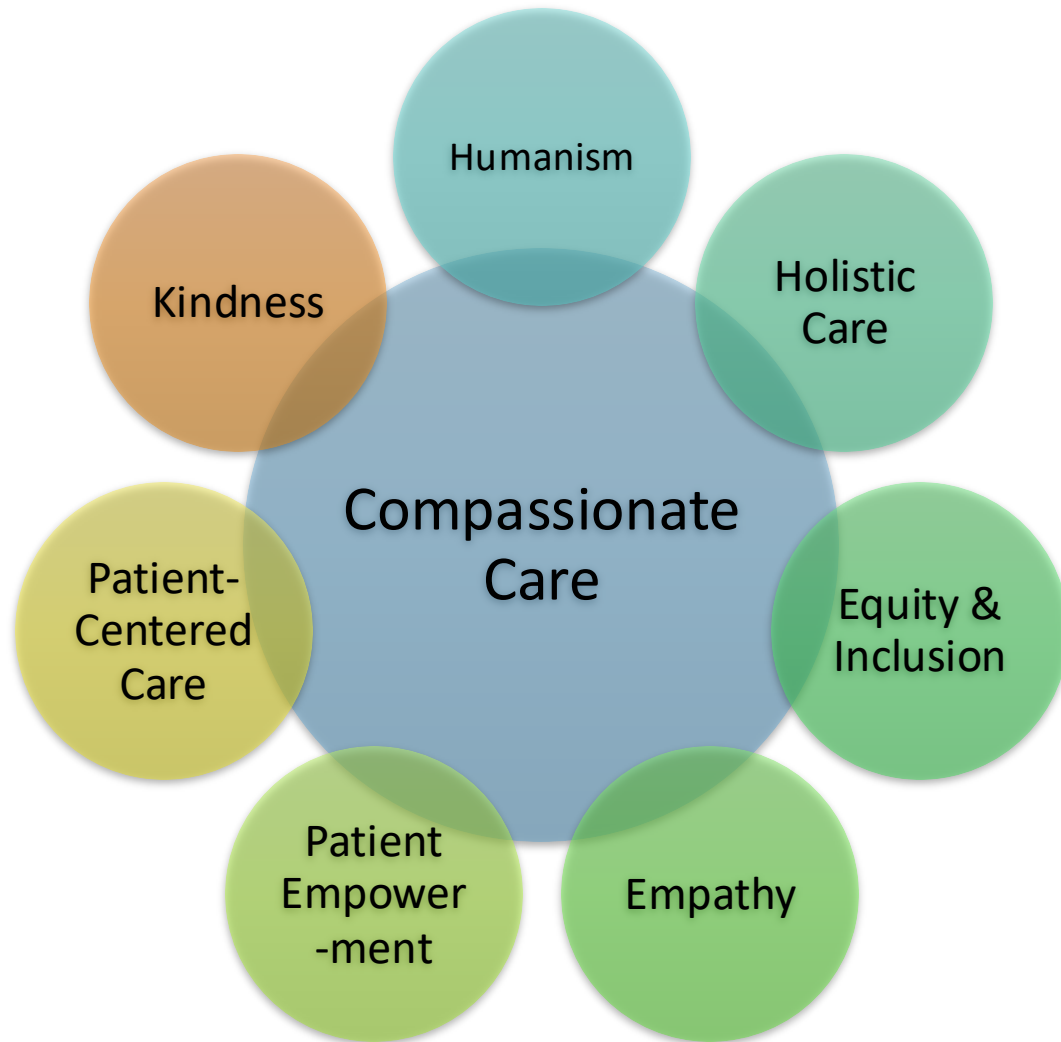 Humanism
Holistic
Care
Equity &
Inclusion
Empathy
Patient
Empower
-ment
Patient-
Centered
Care
Kindness
Compassionate
Care